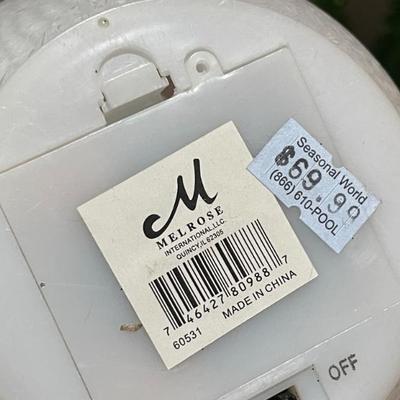 M
MELROSE
INTERNATIONAL, LLC.
QUINCY, IL 62305
7 46427 80988 7
60531 MADE IN CHINA
Seasonal World
$69.99
(866) 610-POOL
OFF